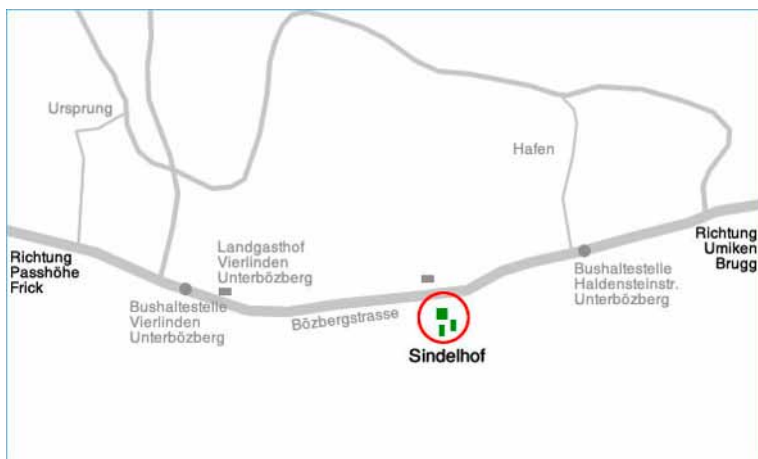 Ursprung
Hafen
Richtung
Passhöhe
Frick
Landgasthof
Vierlinden
Unterbözberg
Richtung
Umiken
Brugg
Bushaltestelle
Haldensteinstr.
Unterbözberg
Bushaltestelle
Vierlinden
Unterbözberg
Bözbergstrasse
Sindelhof